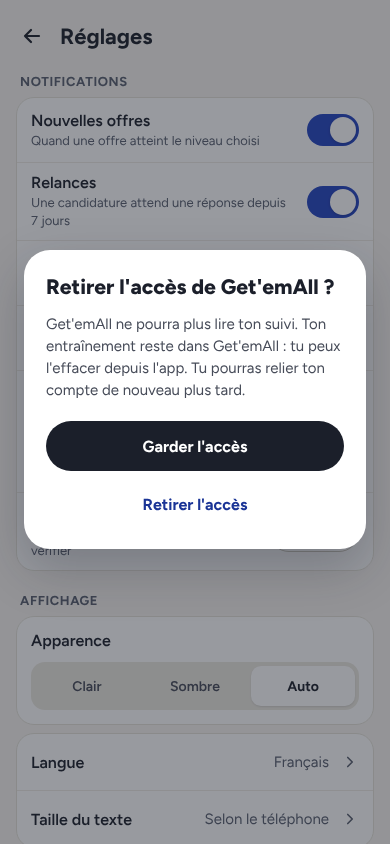 Réglages
NOTIFICATIONS
Nouvelles offres
Quand une offre atteint le niveau choisi
Relances
Une candidature attend une réponse depuis
7 jours
Retirer l'accès de Get'emAll ?
Get'emAll ne pourra plus lire ton suivi. Ton
entraînement reste dans Get'emAll : tu peux
l'effacer depuis l'app. Tu pourras relier ton
compte de nouveau plus tard.
Garder l'accès
Retirer l'accès
vérifier
AFFICHAGE
Apparence
Clair
Sombre
Auto
Langue
Français
Taille du texte
Selon le téléphone